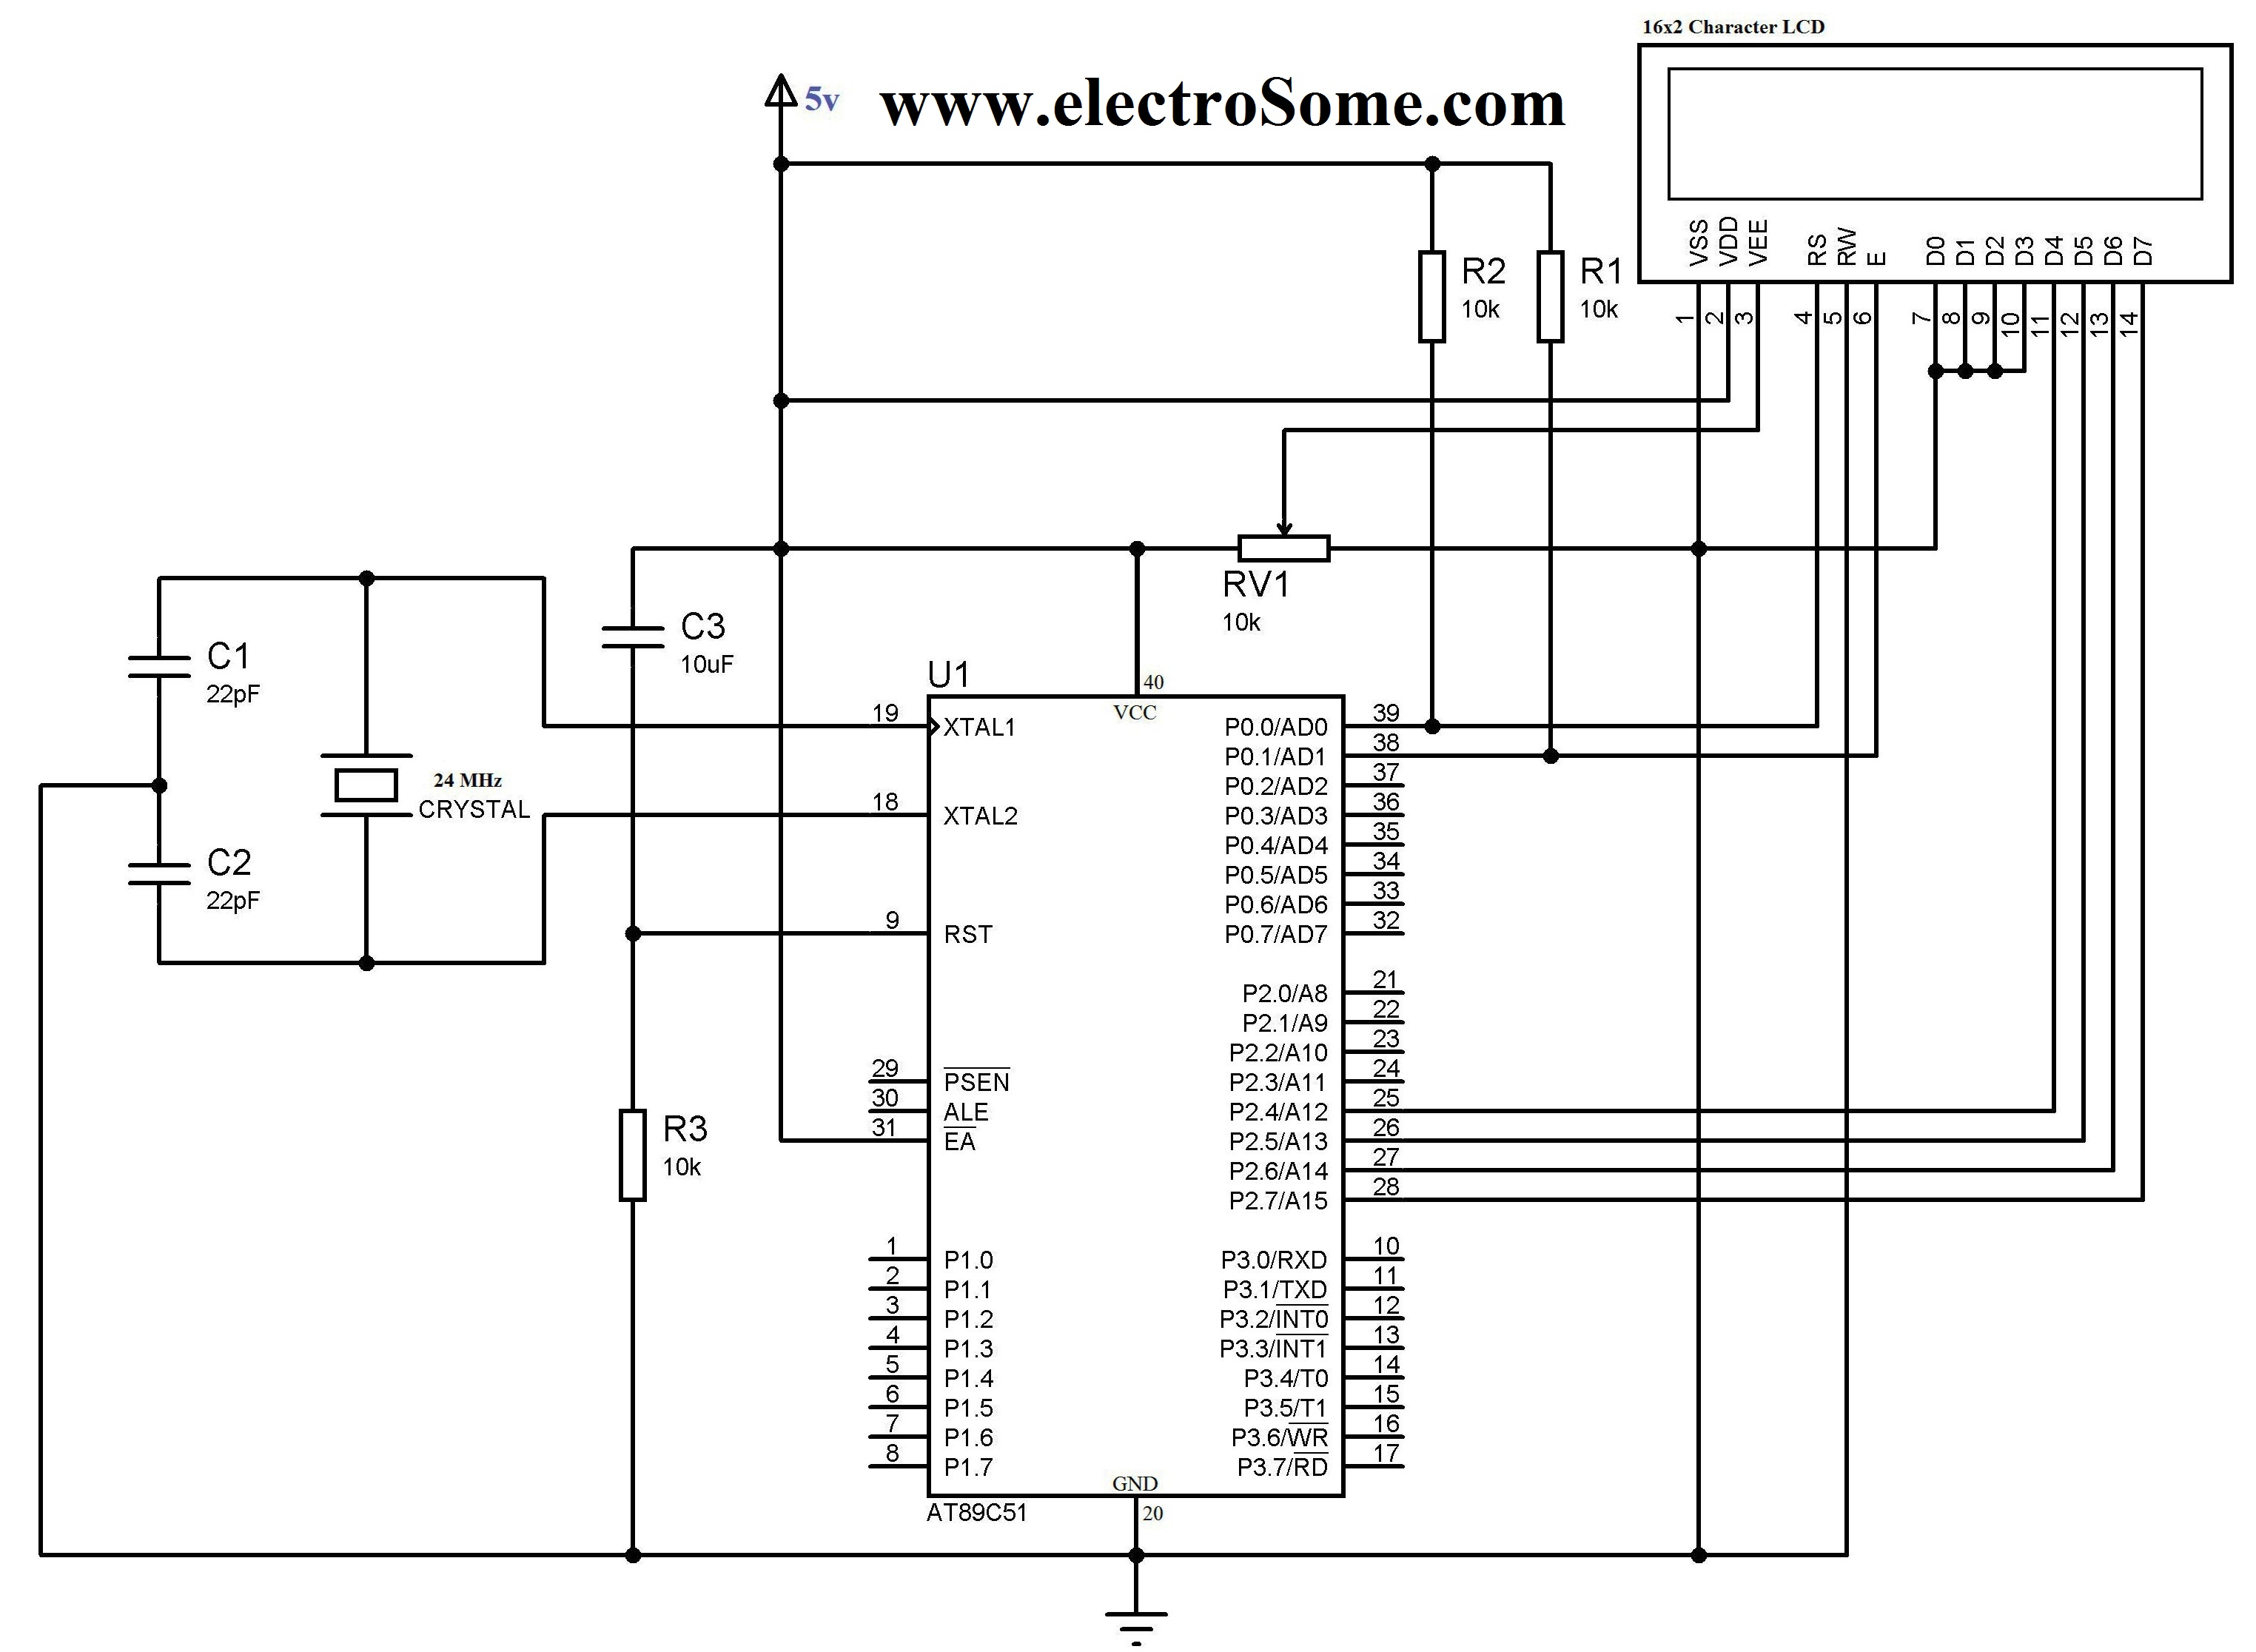 16x2 Character LCD
5v
www.electroSome.com
VSS
VDD
VEE
RS
RW
E
D0
D1
D2
D3
D4
D5
D6
D7
1
2
3
4
5
6
7
8
9
10
11
12
13
14
R2
10k
R1
10k
RV1
10k
C3
10uF
C1
22pF
24 MHz
CRYSTAL
C2
22pF
R3
10k
U1
40
VCC
19 XTAL1
18 XTAL2
9 RST
29 PSEN
30 ALE
31 EA
1 P1.0
2 P1.1
3 P1.2
4 P1.3
5 P1.4
6 P1.5
7 P1.6
8 P1.7
P0.0/AD0 39
P0.1/AD1 38
P0.2/AD2 37
P0.3/AD3 36
P0.4/AD4 35
P0.5/AD5 34
P0.6/AD6 33
P0.7/AD7 32
P2.0/A8 21
P2.1/A9 22
P2.2/A10 23
P2.3/A11 24
P2.4/A12 25
P2.5/A13 26
P2.6/A14 27
P2.7/A15 28
P3.0/RXD 10
P3.1/TXD 11
P3.2/INT0 12
P3.3/INT1 13
P3.4/T0 14
P3.5/T1 15
P3.6/WR 16
P3.7/RD 17
GND
20
AT89C51